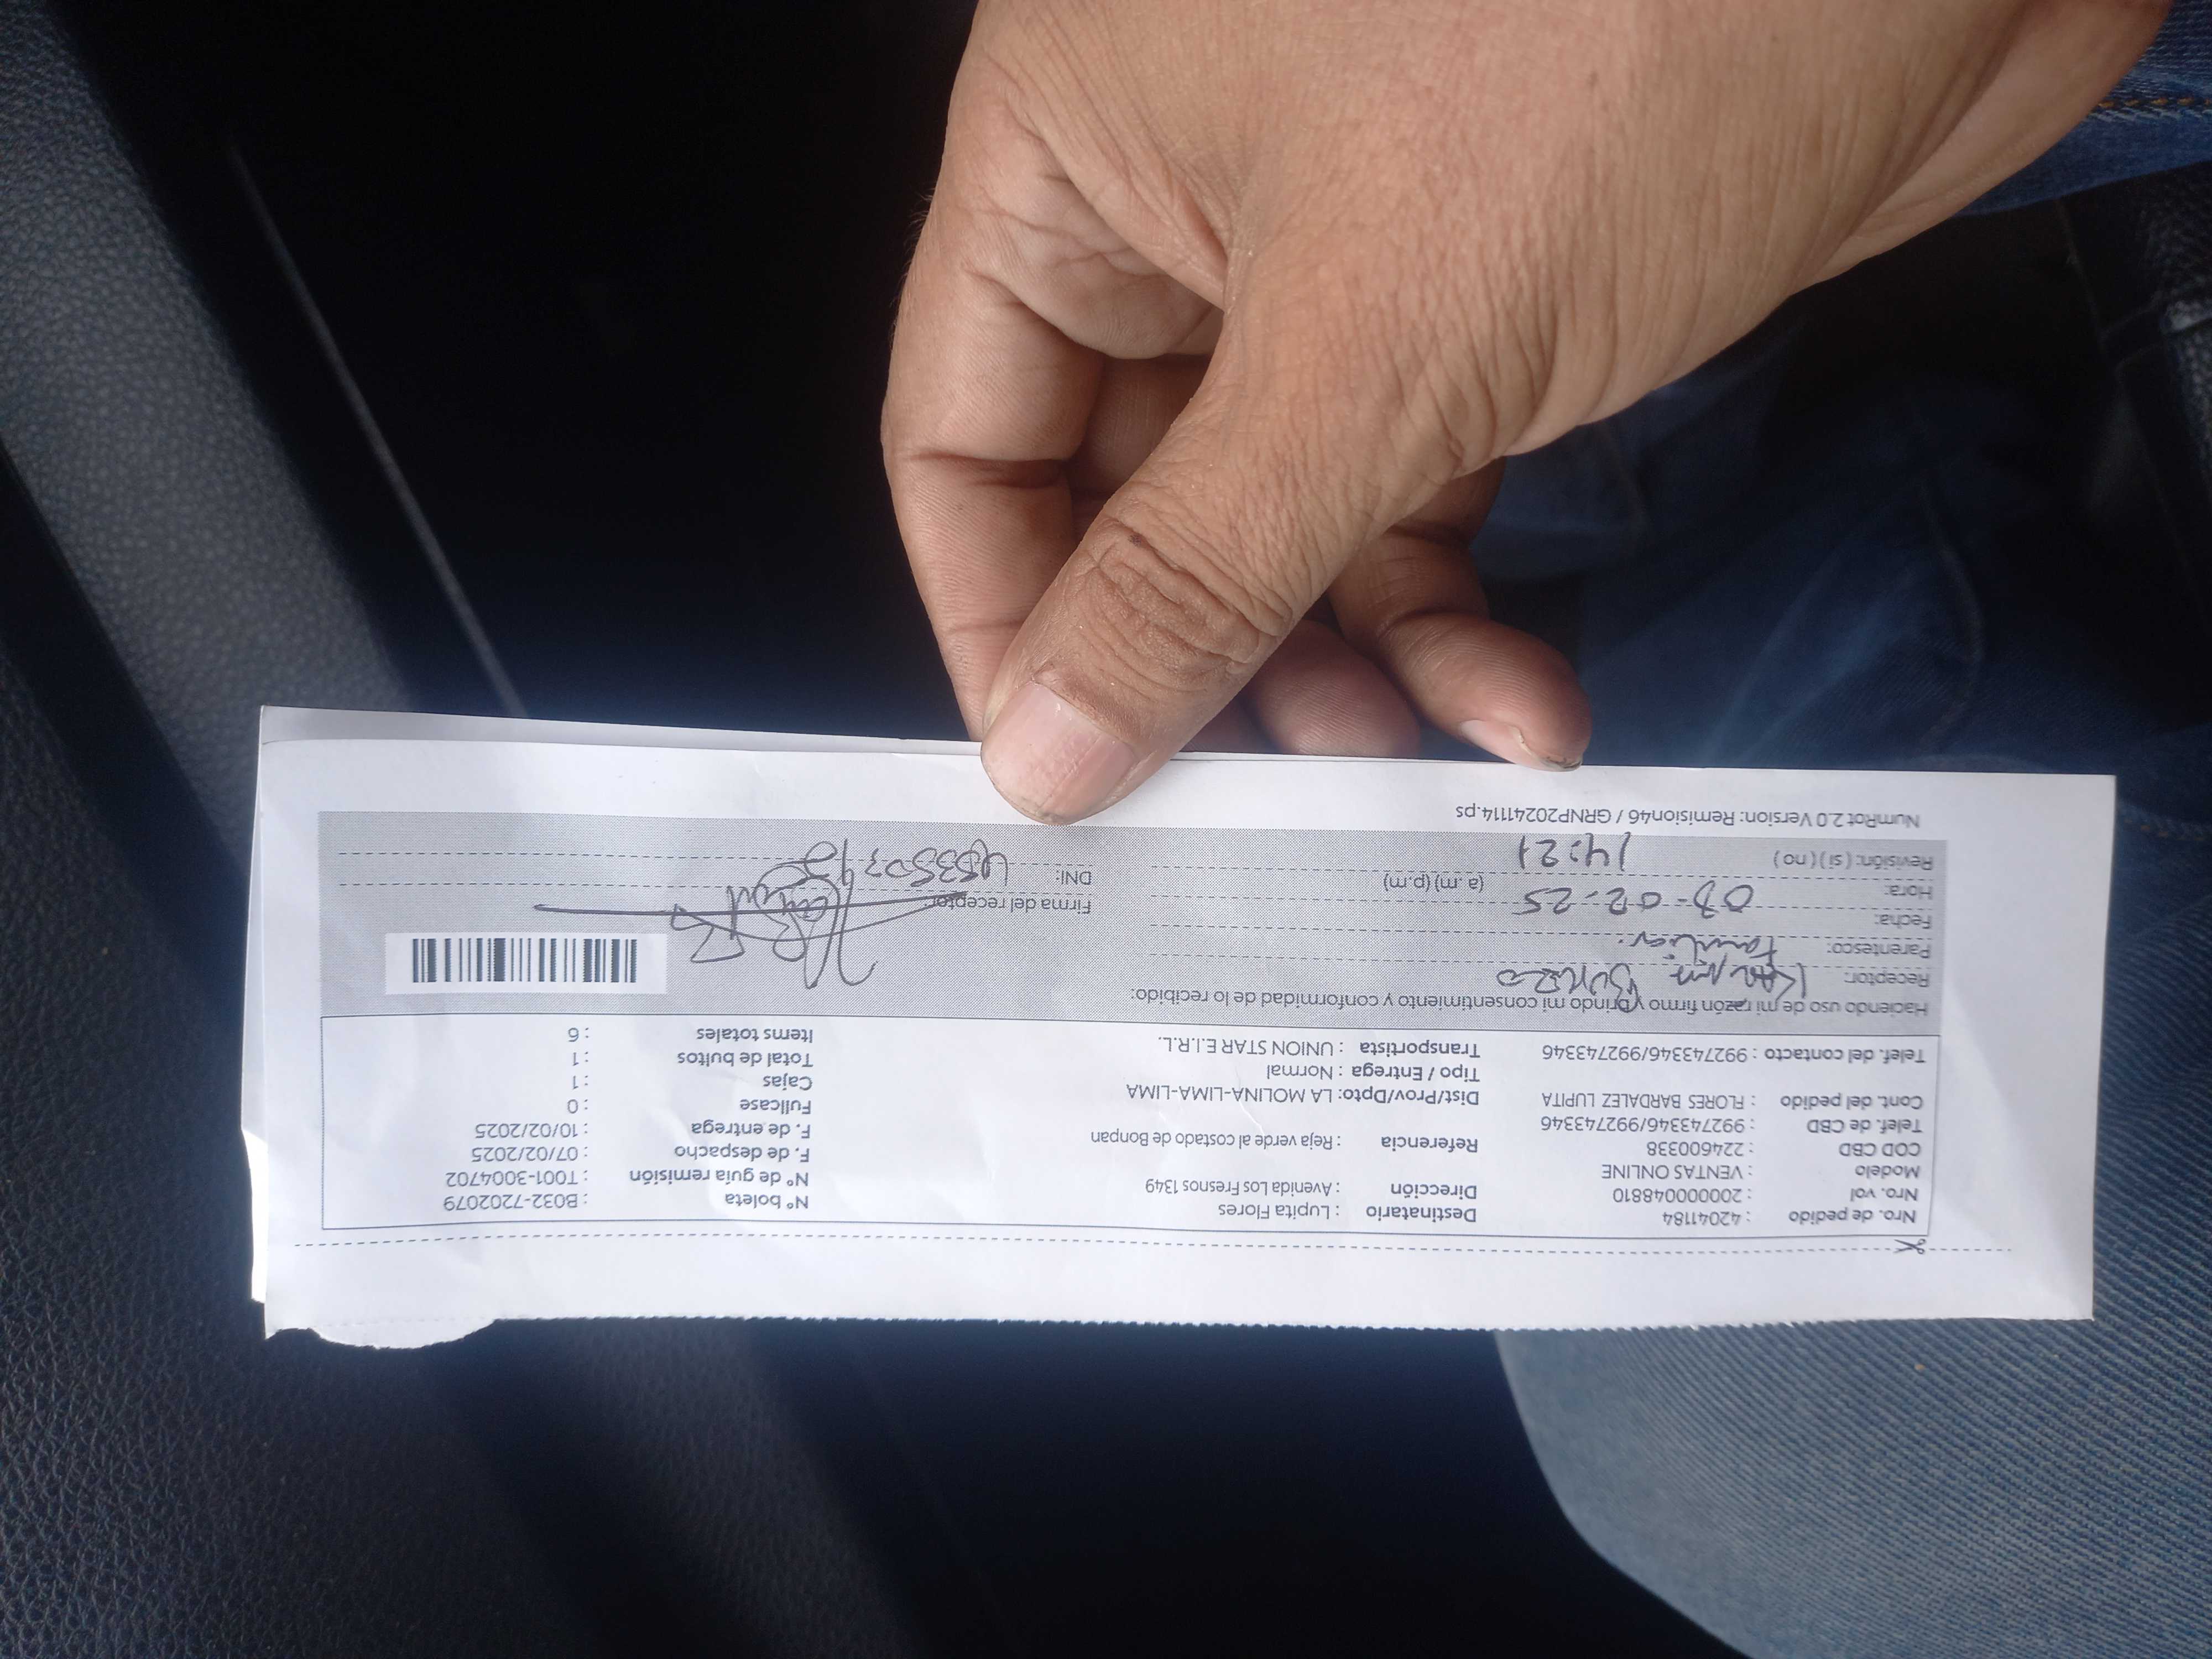 Nro. de pedido : 42041184
Nro. vol : 20000048810
Modelo : VENTAS ONLINE
COD CBD : 224600338
Telef. de CBD : 992743346/992743346
Cont. del pedido : FLORES BARDALEZ LUPITA
Telef. del contacto : 992743346/992743346
Destinatario : Lupita Flores
Dirección : Avenida Los Fresnos 1349
Referencia : Reja verde al costado de Bonpan
Dist/Prov/Dpto: LA MOLINA-LIMA-LIMA
Tipo / Entrega : Normal
Transportista : UNION STAR E.I.R.L.
N° boleta : B032-7202079
N° de guía remisión : T001-3004702
F. de despacho : 07/02/2025
F. de entrega : 10/02/2025
Fullcase : 0
Cajas : 1
Total de bultos : 1
Items totales : 6
Haciendo uso de mi razón firmo y brindo mi consentimiento y conformidad de lo recibido:
Receptor:
Parentesco: Familiar.
Fecha: 08-02-25
Hora: (a. m) (p.m)
Revisión: ( si ) ( no ) 14:21
Firma del receptor:
DNI:
NumRot 2.0 Version: Remision46 / GRNP20241114.ps